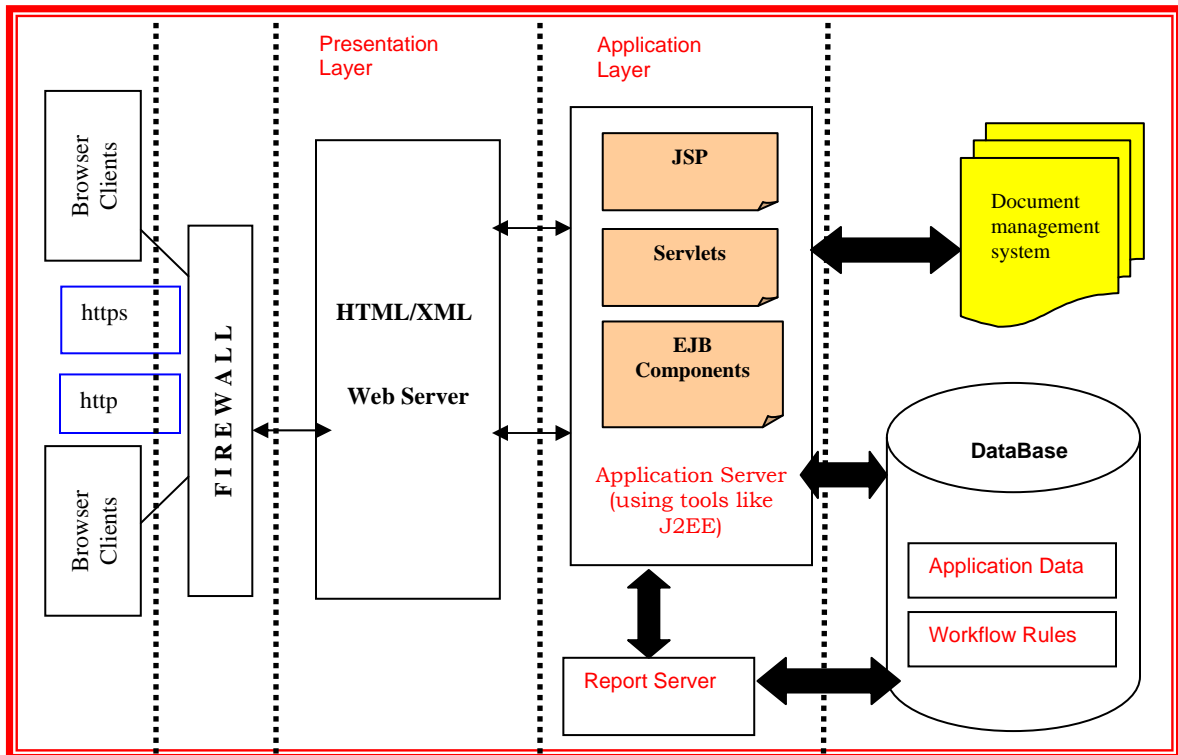 Presentation
Layer
Application
Layer
Browser
Clients
https
http
Browser
Clients
FIREWALL
HTML/XML
Web Server
JSP
Servlets
EJB
Components
Application Server
(using tools like
J2EE)
Report Server
Document
management
system
DataBase
Application Data
Workflow Rules